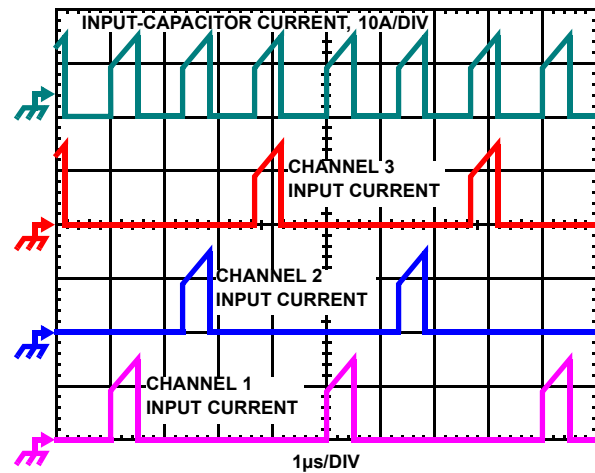 INPUT-CAPACITOR CURRENT, 10A/DIV
CHANNEL 3
INPUT CURRENT
CHANNEL 2
INPUT CURRENT
CHANNEL 1
INPUT CURRENT
1µs/DIV